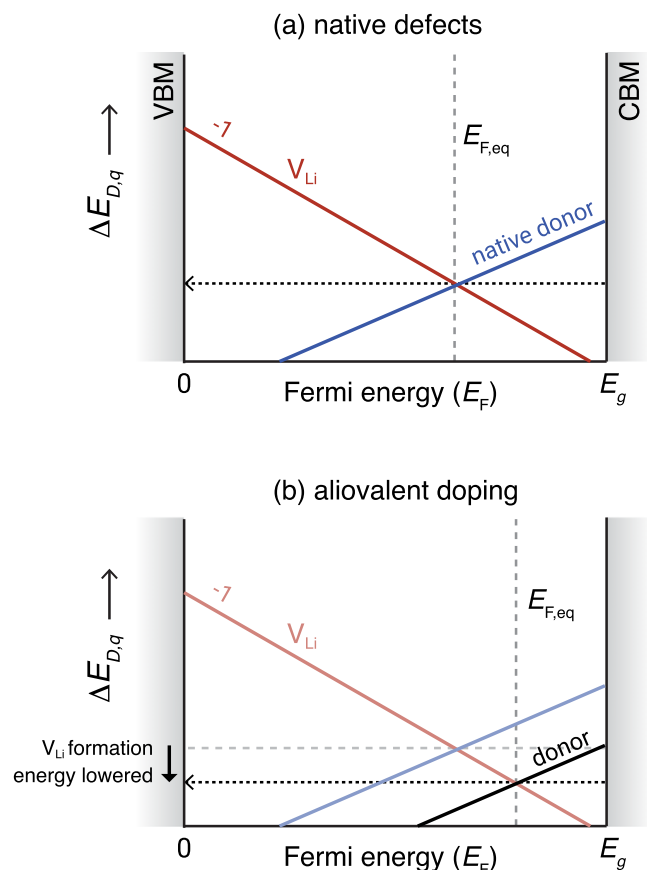 (a) native defects
VBM
CBM
ΔE_D,q
-1
V_Li
E_F,eq
native donor
0
Fermi energy (E_F)
E_g
(b) aliovalent doping
ΔE_D,q
-1
V_Li
E_F,eq
V_Li formation
energy lowered
donor
0
Fermi energy (E_F)
E_g